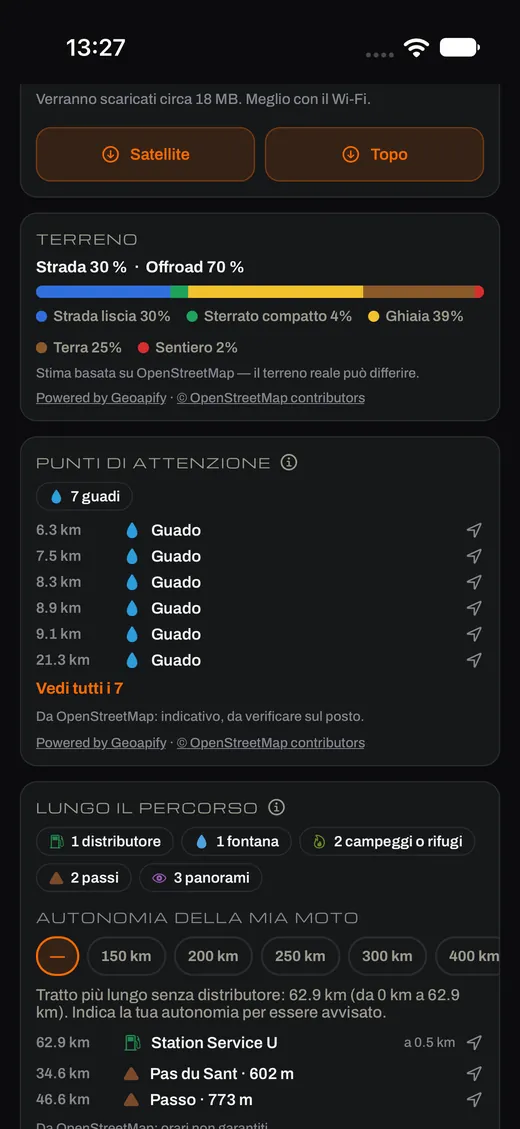 13:27
Verranno scaricati circa 18 MB. Meglio con il Wi-Fi.
Satellite Topo
TERRENO
Strada 30 % · Offroad 70 %
Strada liscia 30% Sterrato compatto 4% Ghiaia 39%
Terra 25% Sentiero 2%
Stima basata su OpenStreetMap — il terreno reale può differire.
Powered by Geoapify · © OpenStreetMap contributors
PUNTI DI ATTENZIONE
7 guadi
6.3 km Guado
7.5 km Guado
8.3 km Guado
8.9 km Guado
9.1 km Guado
21.3 km Guado
Vedi tutti i 7
Da OpenStreetMap: indicativo, da verificare sul posto.
Powered by Geoapify · © OpenStreetMap contributors
LUNGO IL PERCORSO
1 distributore 1 fontana 2 campeggi o rifugi
2 passi 3 panorami
AUTONOMIA DELLA MIA MOTO
— 150 km 200 km 250 km 300 km 400 km
Tratto più lungo senza distributore: 62.9 km (da 0 km a 62.9
km). Indica la tua autonomia per essere avvisato.
62.9 km Station Service U a 0.5 km
34.6 km Pas du Sant · 602 m
46.6 km Passo · 773 m
Da OpenStreetMap: orari non garantiti